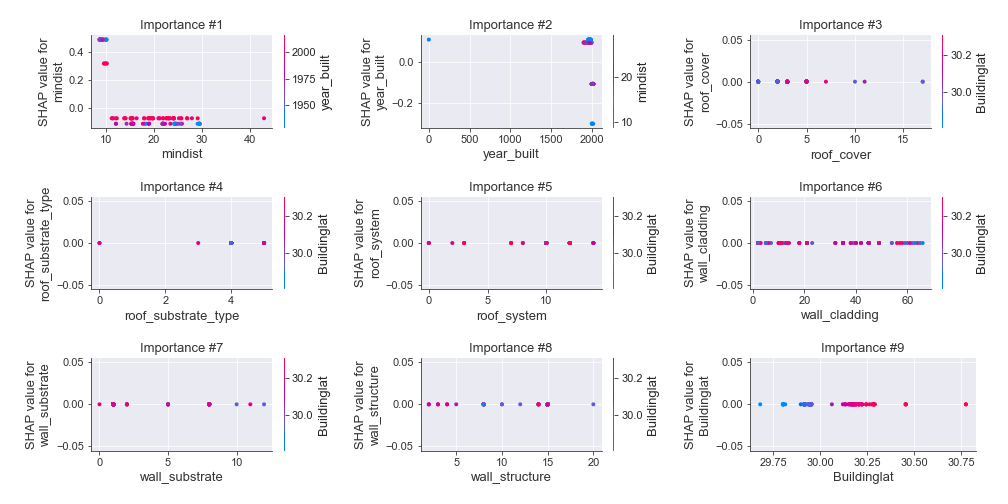 Importance #1
SHAP value for
mindist
0.4
0.2
0.0
10
20
30
40
mindist
2000
1975
1950
year_built
Importance #2
SHAP value for
year_built
0.0
−0.2
0
500
1000
1500
2000
year_built
20
10
mindist
Importance #3
SHAP value for
roof_cover
0.05
0.00
−0.05
0
5
10
15
roof_cover
30.2
30.0
Buildinglat
Importance #4
SHAP value for
roof_substrate_type
0.05
0.00
−0.05
0
2
4
roof_substrate_type
30.2
30.0
Buildinglat
Importance #5
SHAP value for
roof_system
0.05
0.00
−0.05
0
5
10
roof_system
30.2
30.0
Buildinglat
Importance #6
SHAP value for
wall_cladding
0.05
0.00
−0.05
0
20
40
60
wall_cladding
30.2
30.0
Buildinglat
Importance #7
SHAP value for
wall_substrate
0.05
0.00
−0.05
0
5
10
wall_substrate
30.2
30.0
Buildinglat
Importance #8
SHAP value for
wall_structure
0.05
0.00
−0.05
5
10
15
20
wall_structure
30.2
30.0
Buildinglat
Importance #9
SHAP value for
Buildinglat
0.05
0.00
−0.05
29.75
30.00
30.25
30.50
30.75
Buildinglat